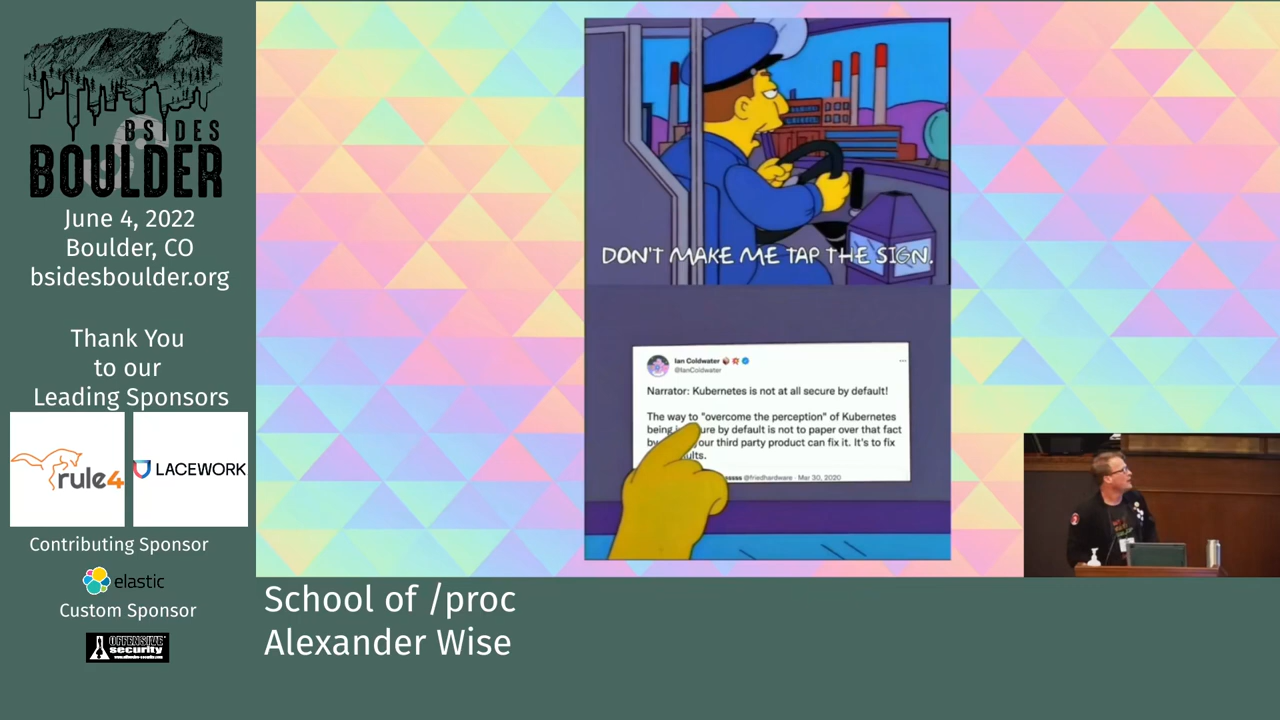 BSIDES
BOULDER
June 4, 2022
Boulder, CO
bsidesboulder.org
Thank You
to our
Leading Sponsors
rule4
LACEWORK
Contributing Sponsor
elastic
Custom Sponsor
OFFENSIVE
security
DON'T MAKE ME TAP THE SIGN.
Ian Coldwater
@IanColdwater
Narrator: Kubernetes is not at all secure by default!
The way to "overcome the perception" of Kubernetes
being ure by default is not to paper over that fact
by our third party product can fix it. It's to fix
ults.
@friedhardware · Mar 30, 2020
School of /proc
Alexander Wise